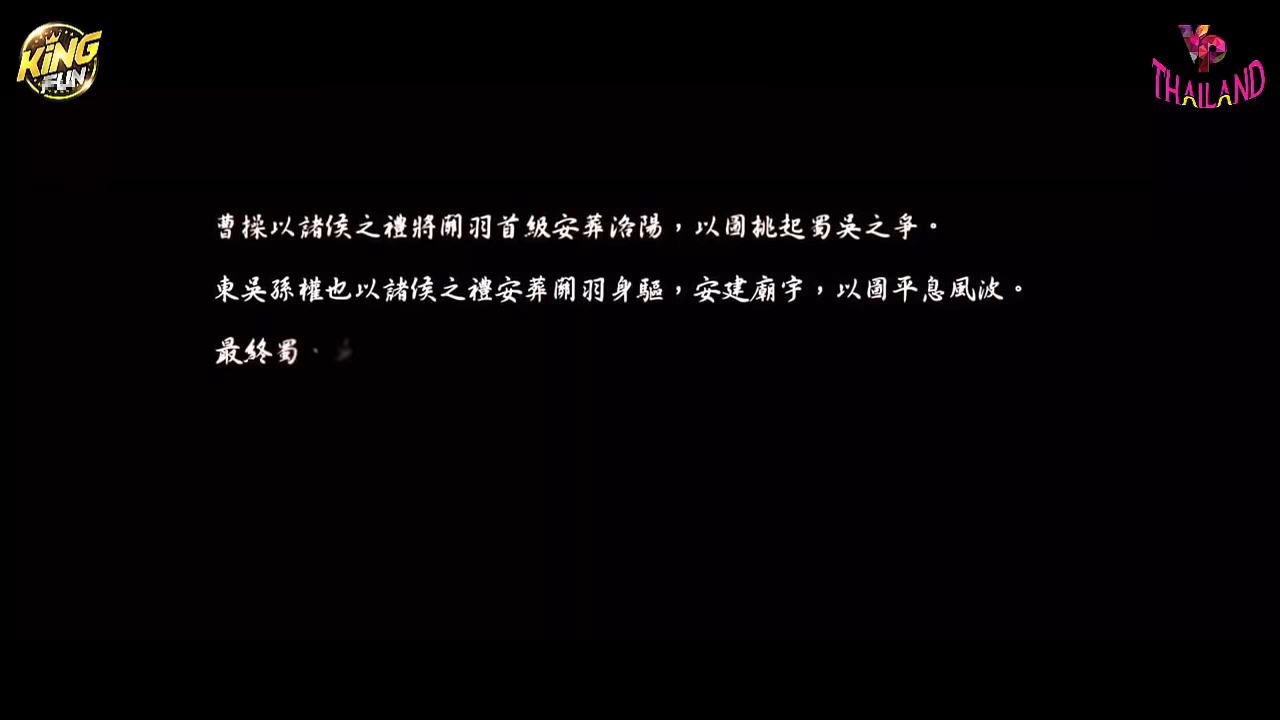 KING
FUN
VP
THAILAND
曹操以諸侯之禮將關羽首級安葬洛陽,以圖挑起蜀吳之爭。
東吳孫權也以諸侯之禮安葬關羽身驅,安建廟宇,以圖平息風波。
最終蜀、